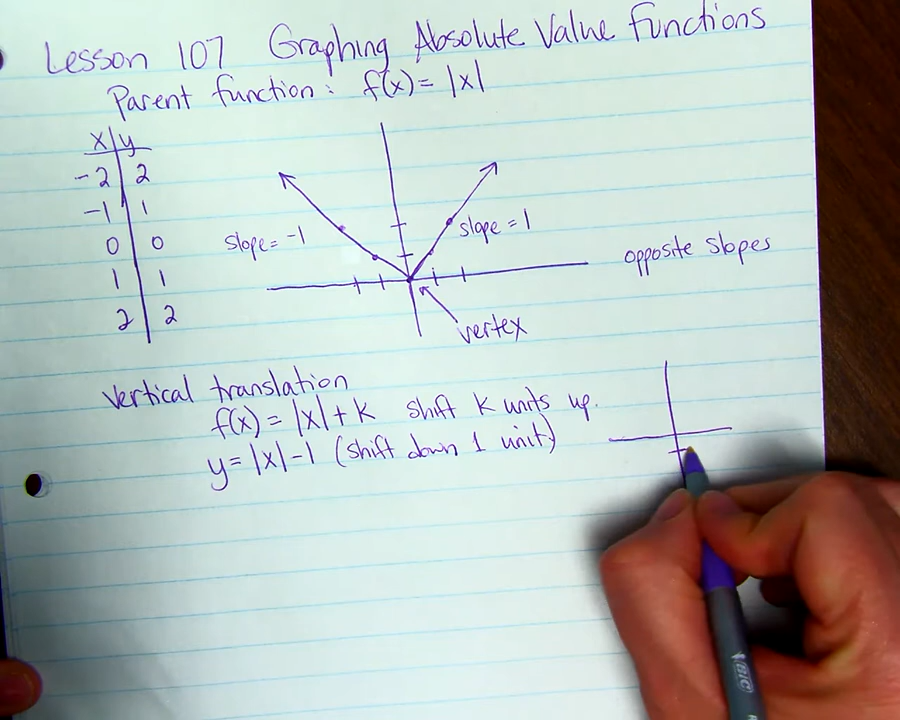 Lesson 107 Graphing Absolute Value Functions
Parent function: f(x) = |x|
x y
-2 2
-1 1
0 0
1 1
2 2
slope = -1
slope = 1
opposite slopes
vertex
Vertical translation
f(x) = |x| + k shift k units up.
y = |x| - 1 (shift down 1 unit)
BIC